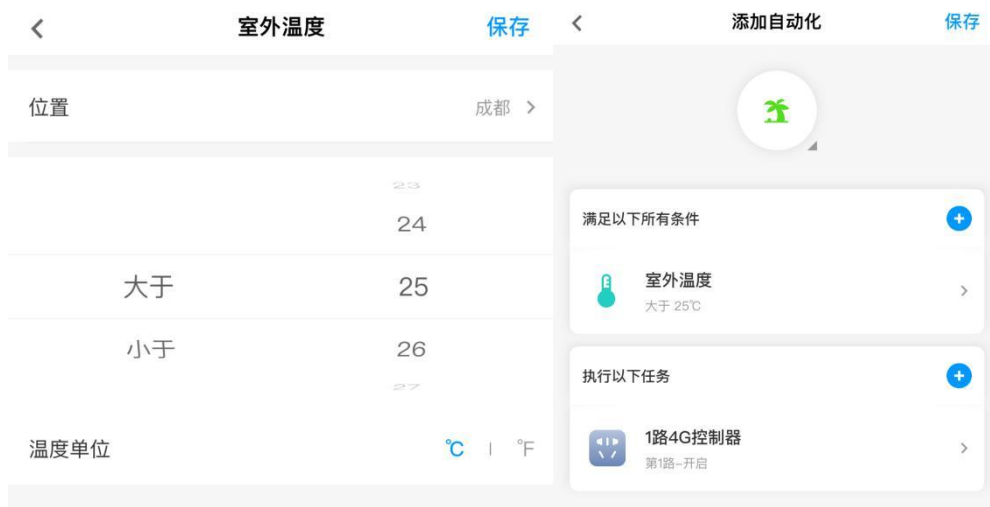 室外温度
保存
位置
成都
23
24
大于
25
小于
26
27
温度单位
℃ | °F
添加自动化
保存
满足以下所有条件
室外温度
大于 25℃
执行以下任务
1路4G控制器
第1路-开启